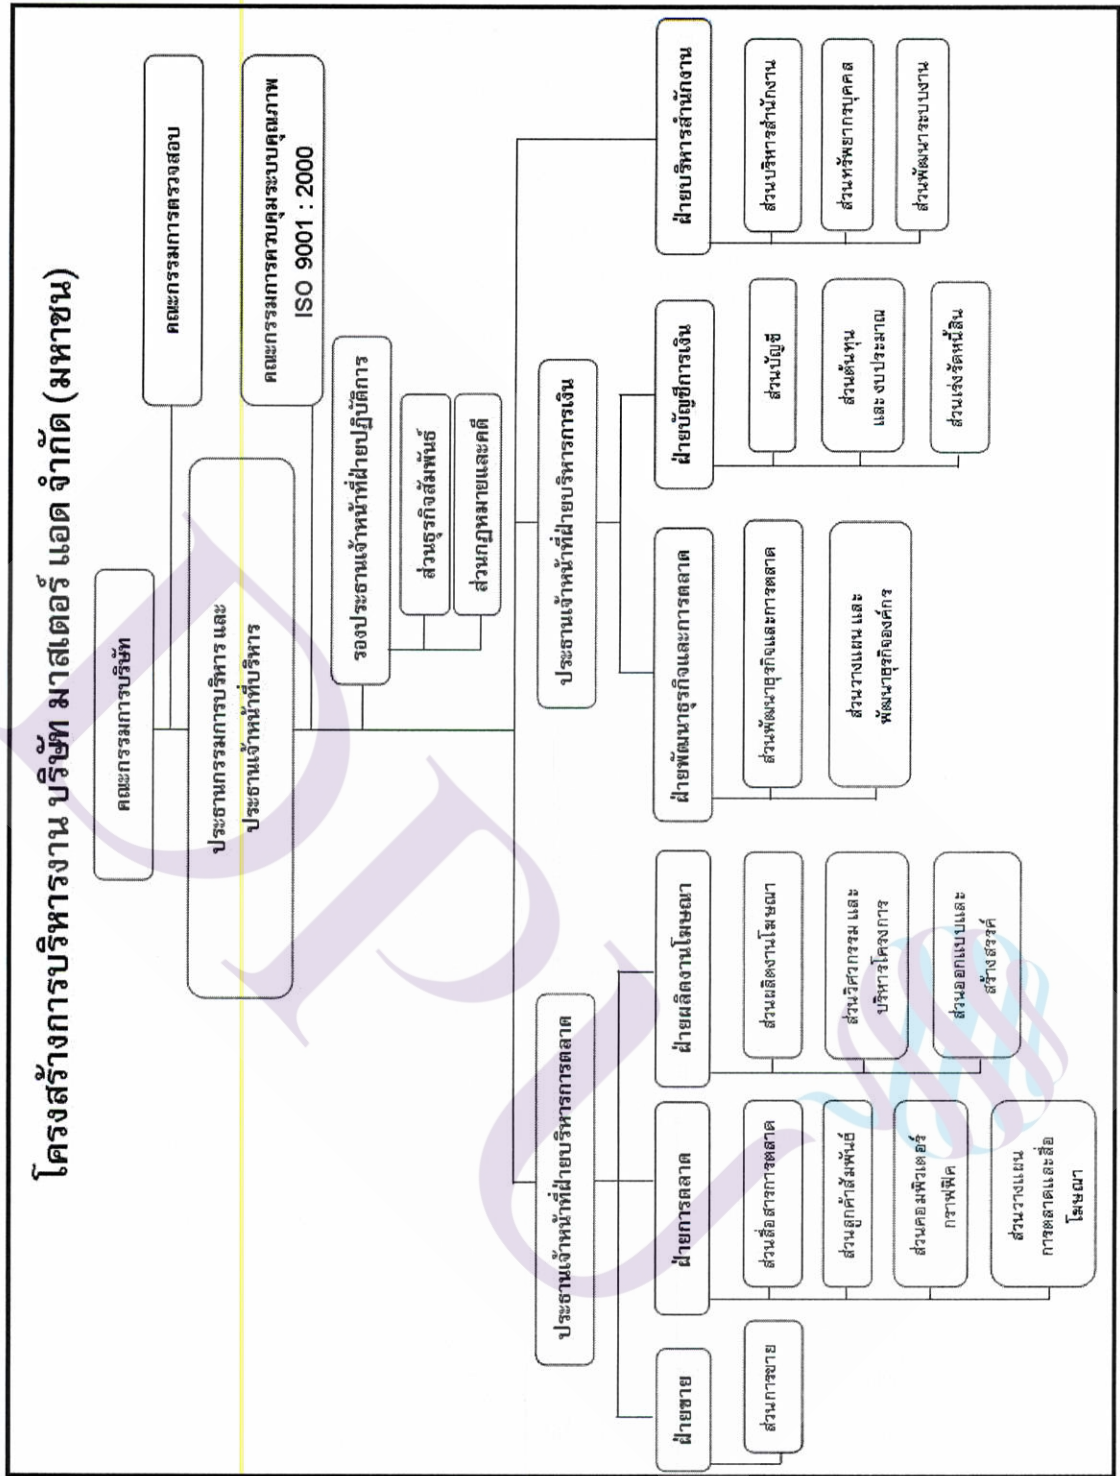 โครงสร้างการบริหารงาน บริษัท มาสเตอร์ แอด จำกัด (มหาชน)
คณะกรรมการบริษัท
คณะกรรมการตรวจสอบ
ประธานกรรมการบริหาร และ
ประธานเจ้าหน้าที่บริหาร
คณะกรรมการควบคุมระบบคุณภาพ
ISO 9001 : 2000
รองประธานเจ้าหน้าที่ฝ่ายปฏิบัติการ
ส่วนธุรกิจสัมพันธ์
ส่วนกฎหมายและคดี
ประธานเจ้าหน้าที่ฝ่ายบริหารการตลาด
ประธานเจ้าหน้าที่ฝ่ายบริหารการเงิน
ฝ่ายขาย
ส่วนการขาย
ฝ่ายการตลาด
ส่วนสื่อสารการตลาด
ส่วนลูกค้าสัมพันธ์
ส่วนคอมพิวเตอร์
กราฟฟิค
ส่วนวางแผน
การตลาดและสื่อ
โฆษณา
ฝ่ายผลิตงานโฆษณา
ส่วนผลิตงานโฆษณา
ส่วนวิศวกรรม และ
บริหารโครงการ
ส่วนออกแบบและ
สร้างสรรค์
ฝ่ายพัฒนาธุรกิจและการตลาด
ส่วนพัฒนาธุรกิจและการตลาด
ส่วนวางแผน และ
พัฒนาธุรกิจองค์กร
ฝ่ายบัญชีการเงิน
ส่วนบัญชี
ส่วนต้นทุน
และ งบประมาณ
ส่วนเร่งรัดหนี้สิน
ฝ่ายบริหารสำนักงาน
ส่วนบริหารสำนักงาน
ส่วนทรัพยากรบุคคล
ส่วนพัฒนาระบบงาน
DPU